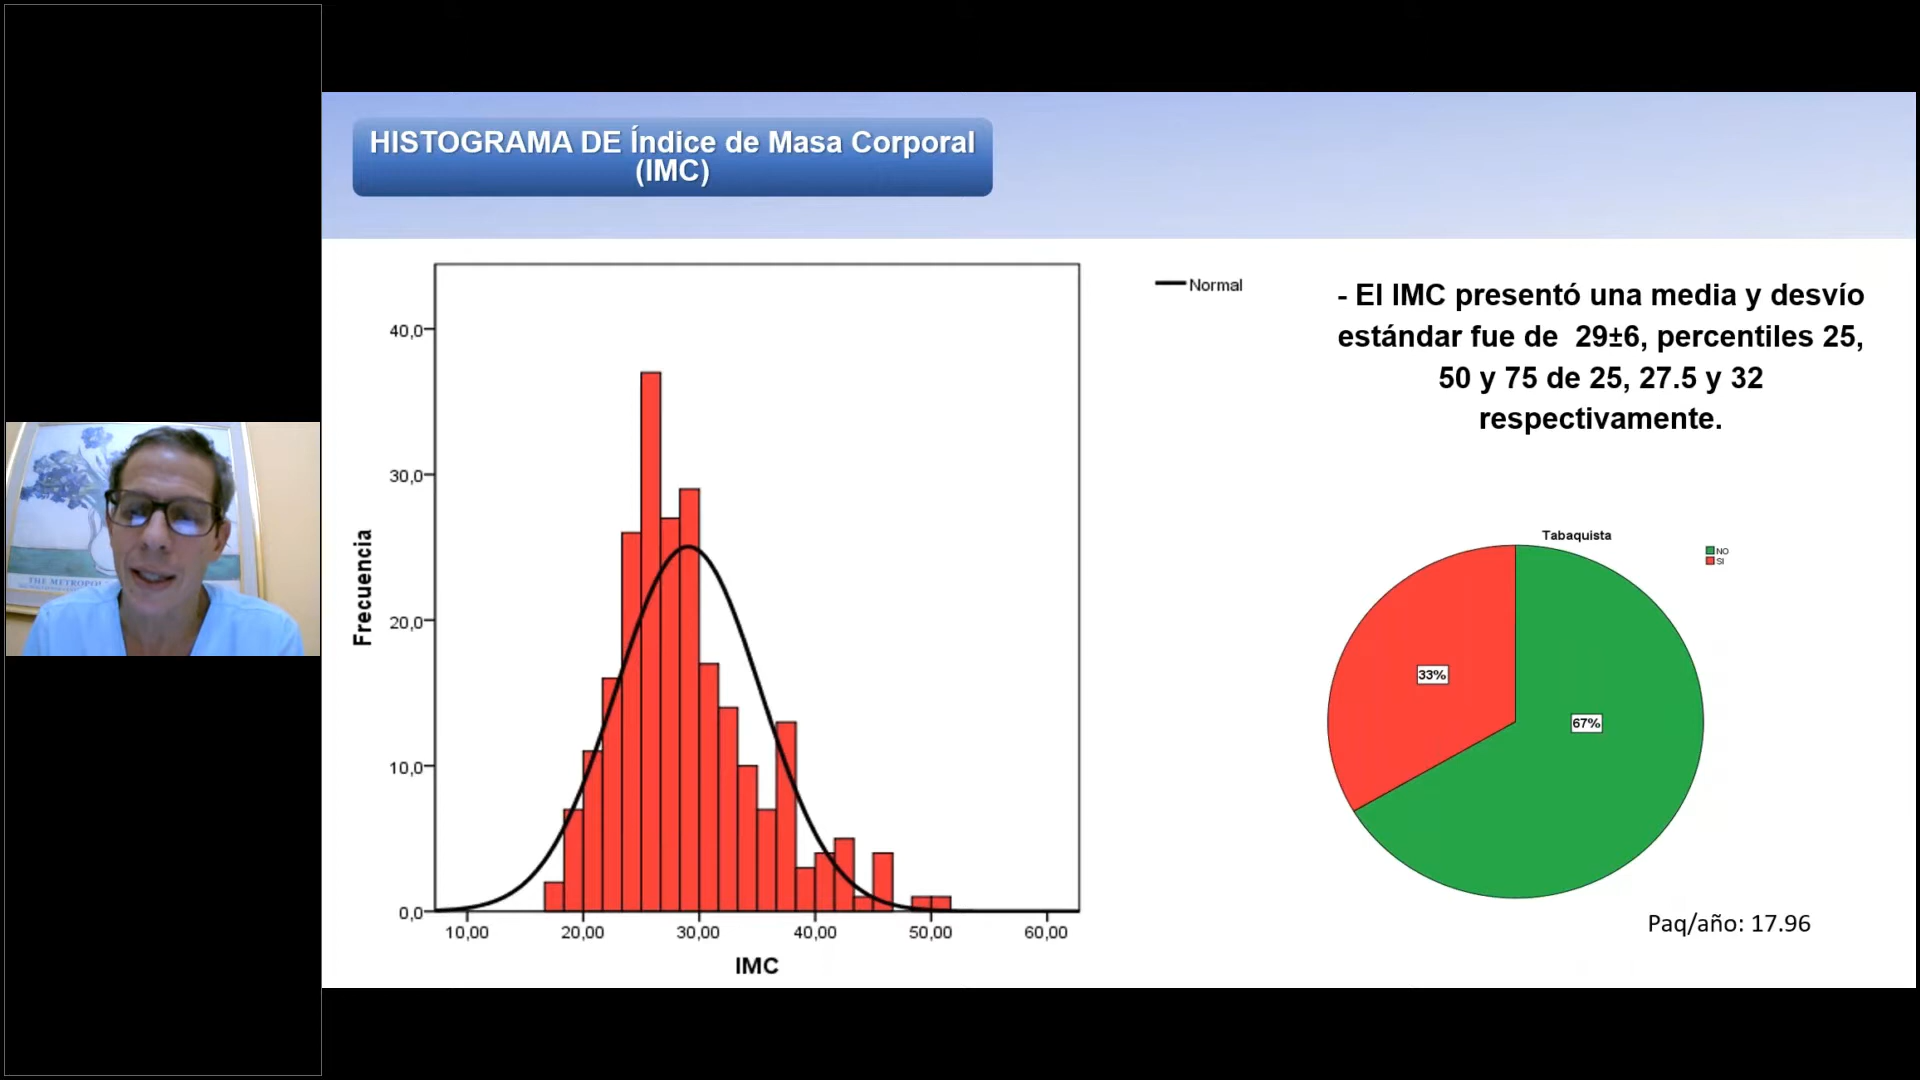 HISTOGRAMA DE Índice de Masa Corporal
(IMC)
Normal
- El IMC presentó una media y desvío
estándar fue de 29±6, percentiles 25,
50 y 75 de 25, 27.5 y 32
respectivamente.
Frecuencia
40,0
30,0
20,0
10,0
0,0
10,00
20,00
30,00
40,00
50,00
60,00
IMC
Tabaquista
NO
SI
33%
67%
Paq/año: 17.96
THE METROPO